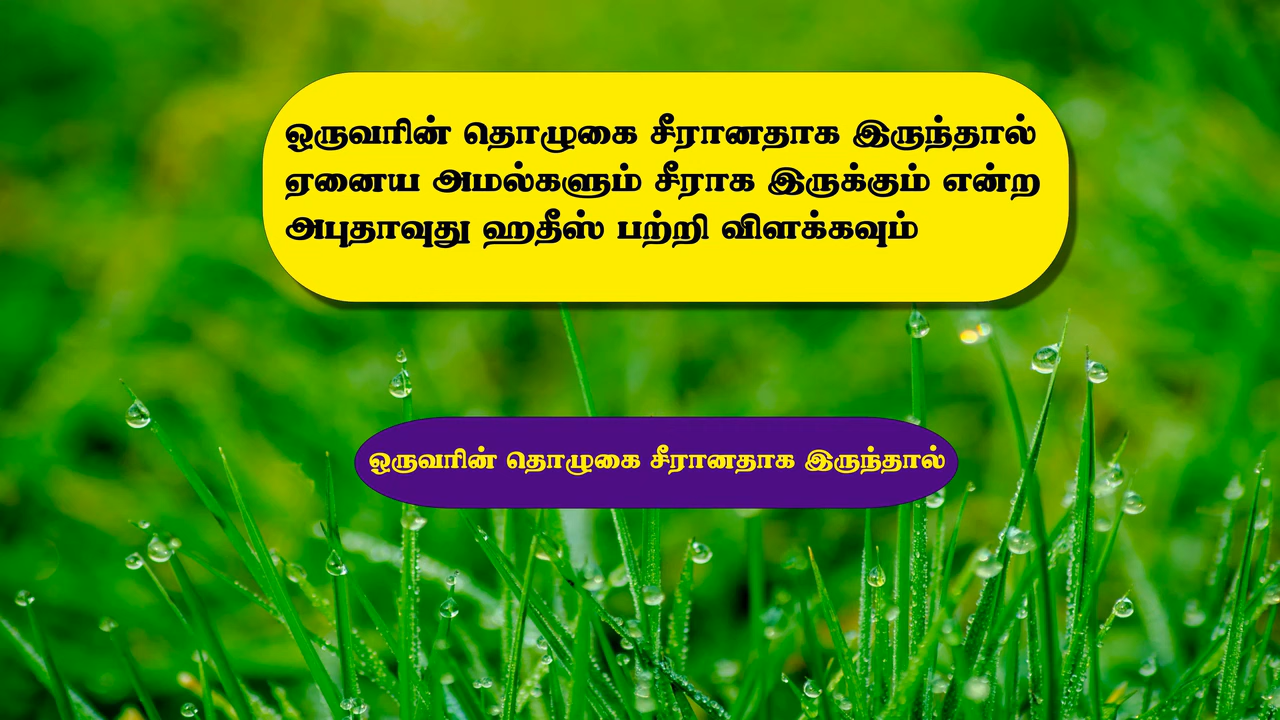 ஒருவரின் தொழுகை சீரானதாக இருந்தால்
ஏனைய அமல்களும் சீராக இருக்கும் என்ற
அபுதாவுது ஹதீஸ் பற்றி விளக்கவும்
ஒருவரின் தொழுகை சீரானதாக இருந்தால்